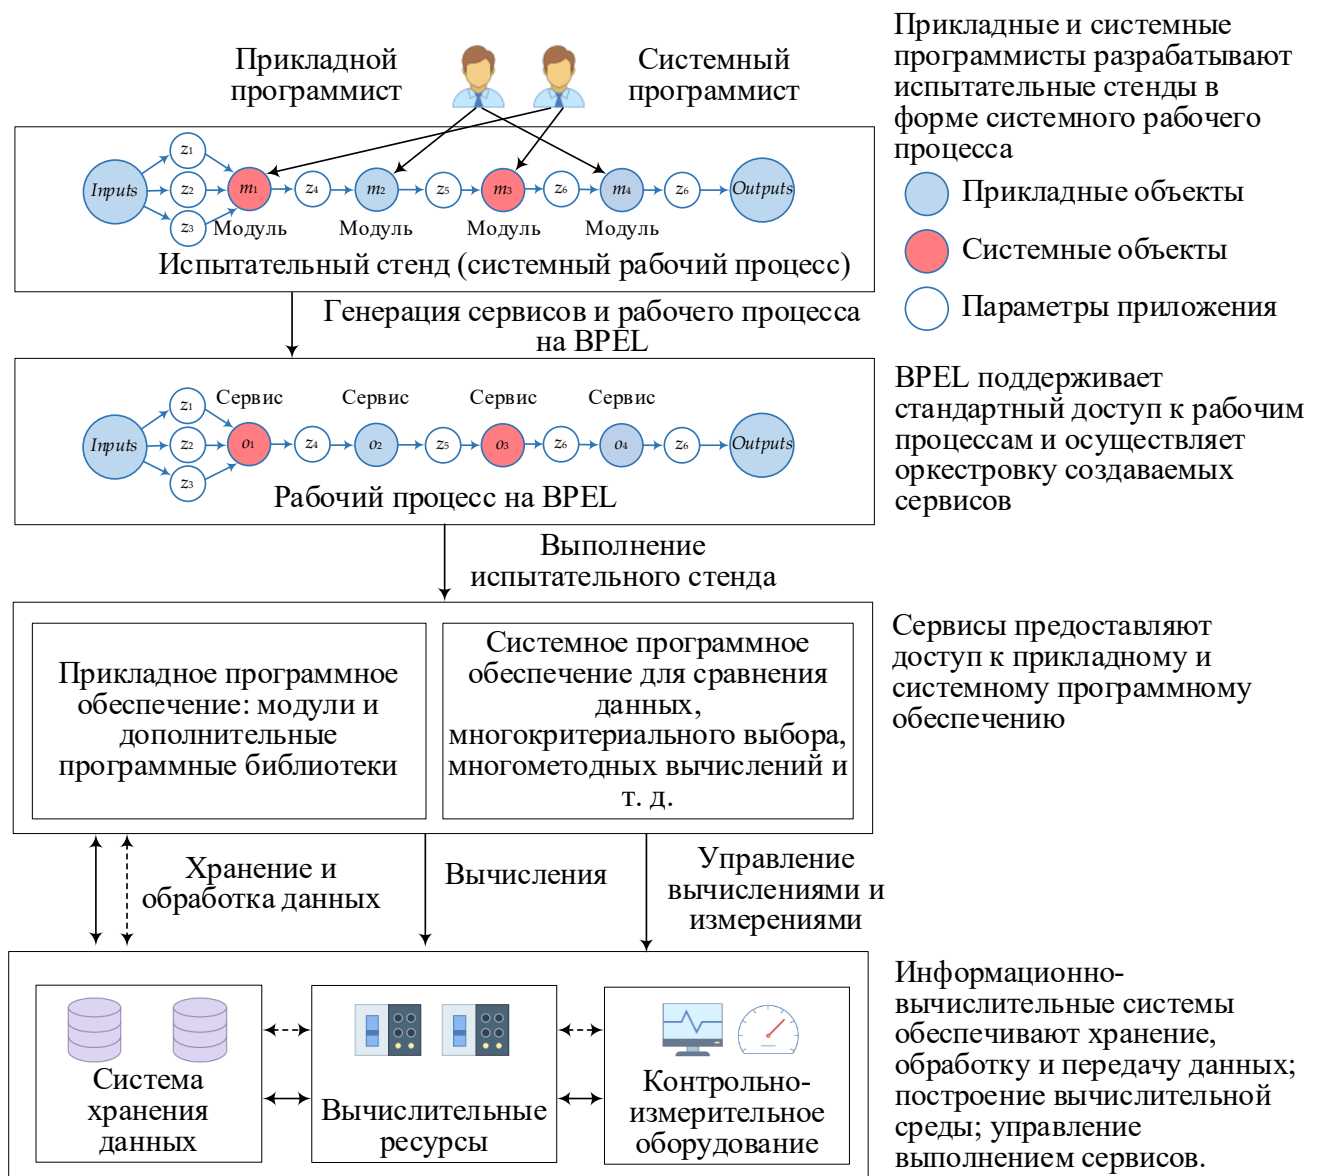 Прикладной
программист
Системный
программист
Прикладные и системные
программисты разрабатывают
испытательные стенды в
форме системного рабочего
процесса
Inputs
z1
z2
z3
m1
z4
m2
z5
m3
z6
m4
z6
Outputs
Модуль
Модуль
Модуль
Модуль
Испытательный стенд (системный рабочий процесс)
Прикладные объекты
Системные объекты
Параметры приложения
Генерация сервисов и рабочего процесса
на BPEL
Сервис
Сервис
Сервис
Сервис
Inputs
z1
z2
z3
o1
z4
o2
z5
o3
z6
o4
z6
Outputs
Рабочий процесс на BPEL
BPEL поддерживает
стандартный доступ к рабочим
процессам и осуществляет
оркестровку создаваемых
сервисов
Выполнение
испытательного стенда
Прикладное программное
обеспечение: модули и
дополнительные
программные библиотеки
Системное программное
обеспечение для сравнения
данных,
многокритериального выбора,
многометодных вычислений и
т. д.
Сервисы предоставляют
доступ к прикладному и
системному программному
обеспечению
Хранение и
обработка данных
Вычисления
Управление
вычислениями и
измерениями
Система
хранения
данных
Вычислительные
ресурсы
Контрольно-
измерительное
оборудование
Информационно-
вычислительные системы
обеспечивают хранение,
обработку и передачу данных;
построение вычислительной
среды; управление
выполнением сервисов.